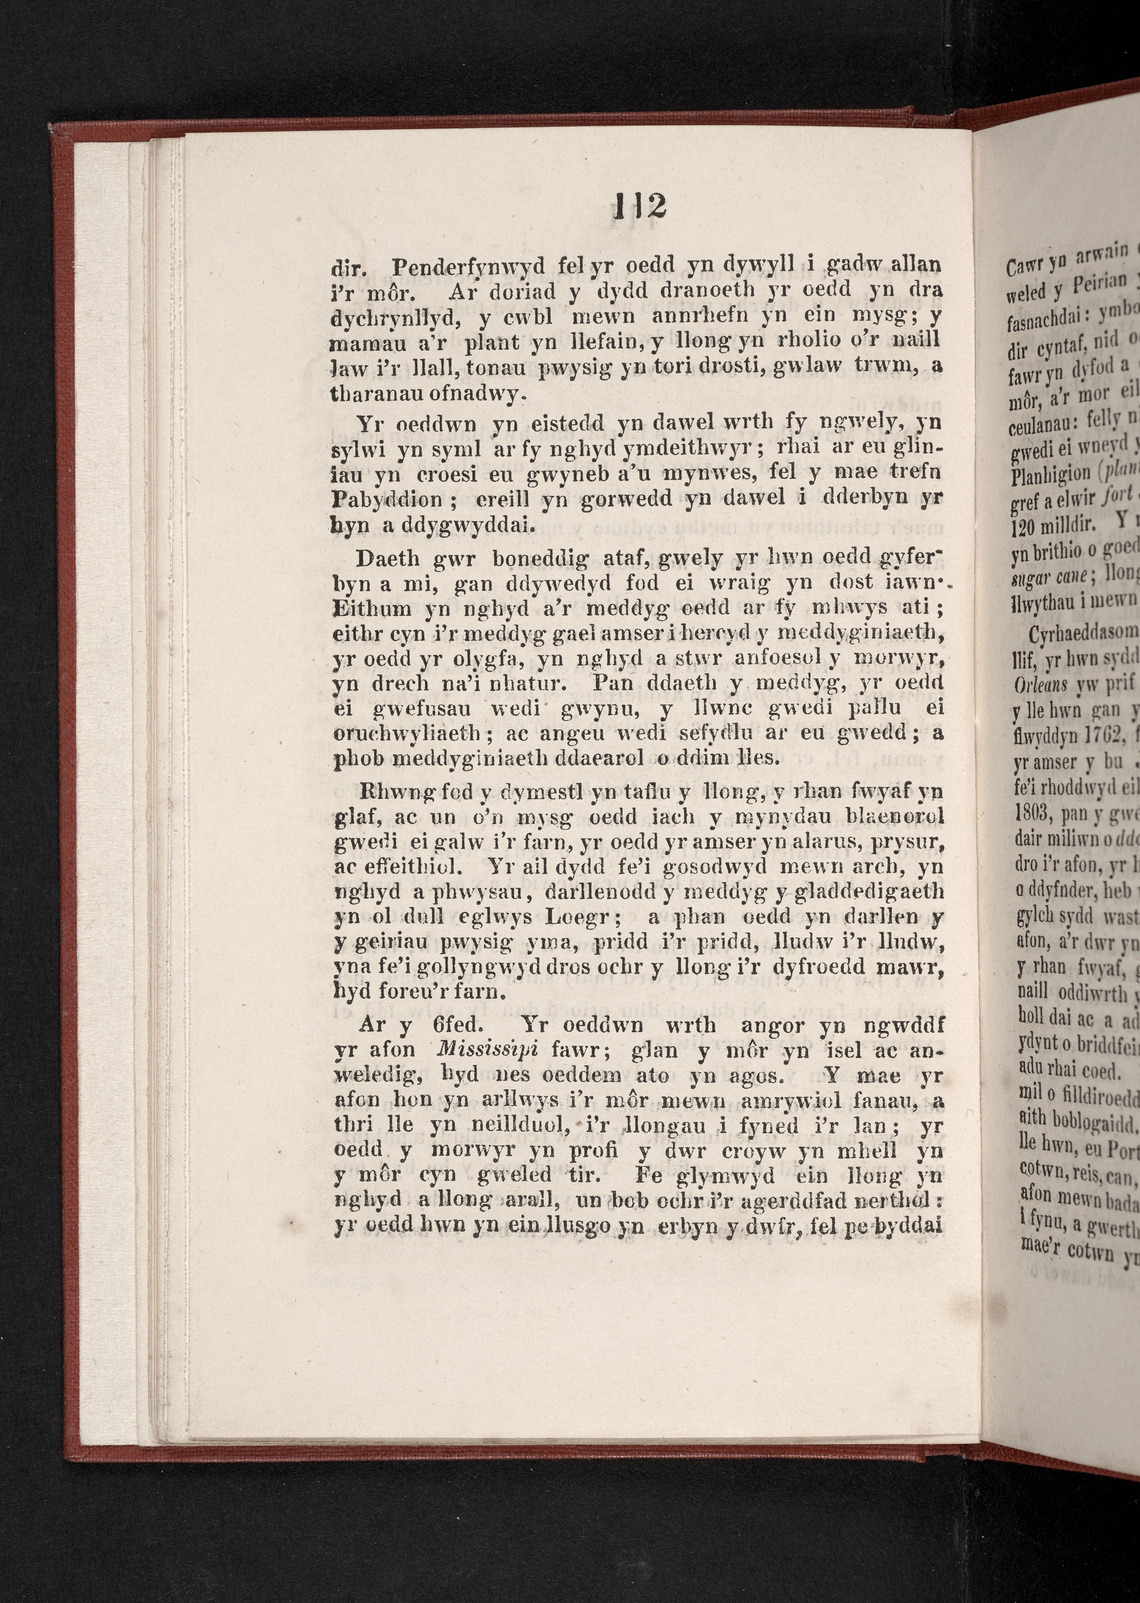 112
dir. Penderfynwyd fel yr oedd yn dywyll i gadw allan
i'r môr. Ar doriad y dydd dranoeth yr oedd yn dra
dychrynllyd, y cwbl mewn annrhefn yn ein mysg; y
mamau a'r plant yn llefain, y llong yn rholio o'r naill
law i'r llall, tonau pwysig yn tori drosti, gwlaw trwm, a
tharanau ofnadwy.
Yr oeddwn yn eistedd yn dawel wrth fy ngwely, yn
sylwi yn syml ar fy nghyd ymdeithwyr; rhai ar eu glin-
iau yn croesi eu gwyneb a'u mynwes, fel y mae trefn
Pabyddion; ereill yn gorwedd yn dawel i dderbyn yr
hyn a ddygwyddai.
Daeth gwr boneddig ataf, gwely yr hwn oedd gyfer-
byn a mi, gan ddywedyd fod ei wraig yn dost iawn.
Eithum yn nghyd a'r meddyg oedd ar fy mhwys ati;
eithr cyn i'r meddyg gael amser i hercyd y meddyginiaeth,
yr oedd yr olygfa, yn nghyd a stwr anfoesol y morwyr,
yn drech na'i nhatur. Pan ddaeth y meddyg, yr oedd
ei gwefusau wedi gwynu, y llwnc gwedi pallu ei
oruchwyliaeth; ac angeu wedi sefydlu ar eu gwedd; a
phob meddyginiaeth ddaearol o ddim lles.
Rhwng fod y dymestl yn taflu y llong, y rhan fwyaf yn
glaf, ac un o'n mysg oedd iach y mynydau blaenorol
gwedi ei galw i'r farn, yr oedd yr amser yn alarus, prysur,
ac effeithiol. Yr ail dydd fe'i gosodwyd mewn arch, yn
nghyd a phwysau, darllenodd y meddyg y gladdedigaeth
yn ol dull eglwys Loegr; a phan oedd yn darllen y
y geiriau pwysig yma, pridd i'r pridd, lludw i'r lludw,
yna fe'i gollyngwyd dros ochr y llong i'r dyfroedd mawr,
hyd foreu'r farn.
Ar y 6fed. Yr oeddwn wrth angor yn ngwddf
yr afon Mississipi fawr; glan y môr yn isel ac an-
weledig, hyd nes oeddem ato yn agos. Y mae yr
afon hon yn arllwys i'r môr mewn amrywiol fanau, a
thri lle yn neillduol, i'r llongau i fyned i'r lan; yr
oedd y morwyr yn profi y dwr croyw yn mhell yn
y môr cyn gweled tir. Fe glymwyd ein llong yn
nghyd a llong arall, un bob ochr i'r agerddfad nerthol:
yr oedd hwn yn ein llusgo yn erbyn y dwfr, fel pe byddai
Cawr yn arwain
weled y Peirian
fasnachdai: ymbo
dir cyntaf, nid o
fawr yn dyfod a
môr, a'r mor eil
ceulanau: felly n
gwedi ei wneyd y
Planhigion (plant
gref a elwir fort
120 milldir. Y
yn brithio o goed
sugar cane; llong
llwythau i mewn
Cyrhaeddasom
llif, yr hwn sydd
Orleans yw prif
y lle hwn gan y
flwyddyn 1762, f
yr amser y bu
fe'i rhoddwyd eil
1803, pan y gwe
dair miliwn o ddo
dro i'r afon, yr h
o ddyfnder, heb
gylch sydd wast
afon, a'r dwr yn
y rhan fwyaf, g
naill oddiwrth y
holl dai ac a ad
ydynt o briddfein
adu rhai coed.
mil o filldiroedd
aith boblogaidd.
lle hwn, eu Port
cotwn, reis, can,
afon mewn bada
i fynu, a gwerth
mae'r cotwn yn